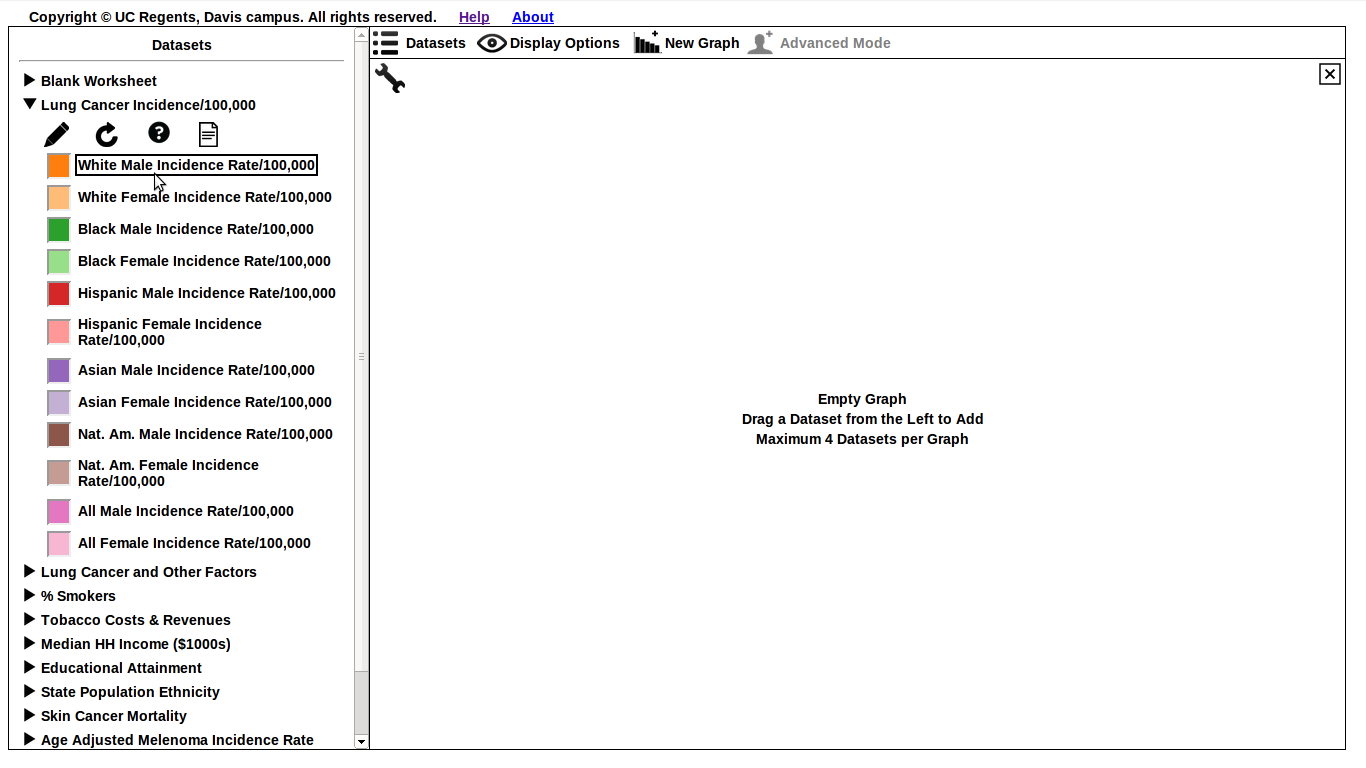 Copyright © UC Regents, Davis campus. All rights reserved. Help About
Datasets
Datasets Display Options New Graph Advanced Mode
Blank Worksheet
Lung Cancer Incidence/100,000
White Male Incidence Rate/100,000
White Female Incidence Rate/100,000
Black Male Incidence Rate/100,000
Black Female Incidence Rate/100,000
Hispanic Male Incidence Rate/100,000
Hispanic Female Incidence
Rate/100,000
Asian Male Incidence Rate/100,000
Asian Female Incidence Rate/100,000
Nat. Am. Male Incidence Rate/100,000
Nat. Am. Female Incidence
Rate/100,000
All Male Incidence Rate/100,000
All Female Incidence Rate/100,000
Lung Cancer and Other Factors
% Smokers
Tobacco Costs & Revenues
Median HH Income ($1000s)
Educational Attainment
State Population Ethnicity
Skin Cancer Mortality
Age Adjusted Melenoma Incidence Rate
Empty Graph
Drag a Dataset from the Left to Add
Maximum 4 Datasets per Graph